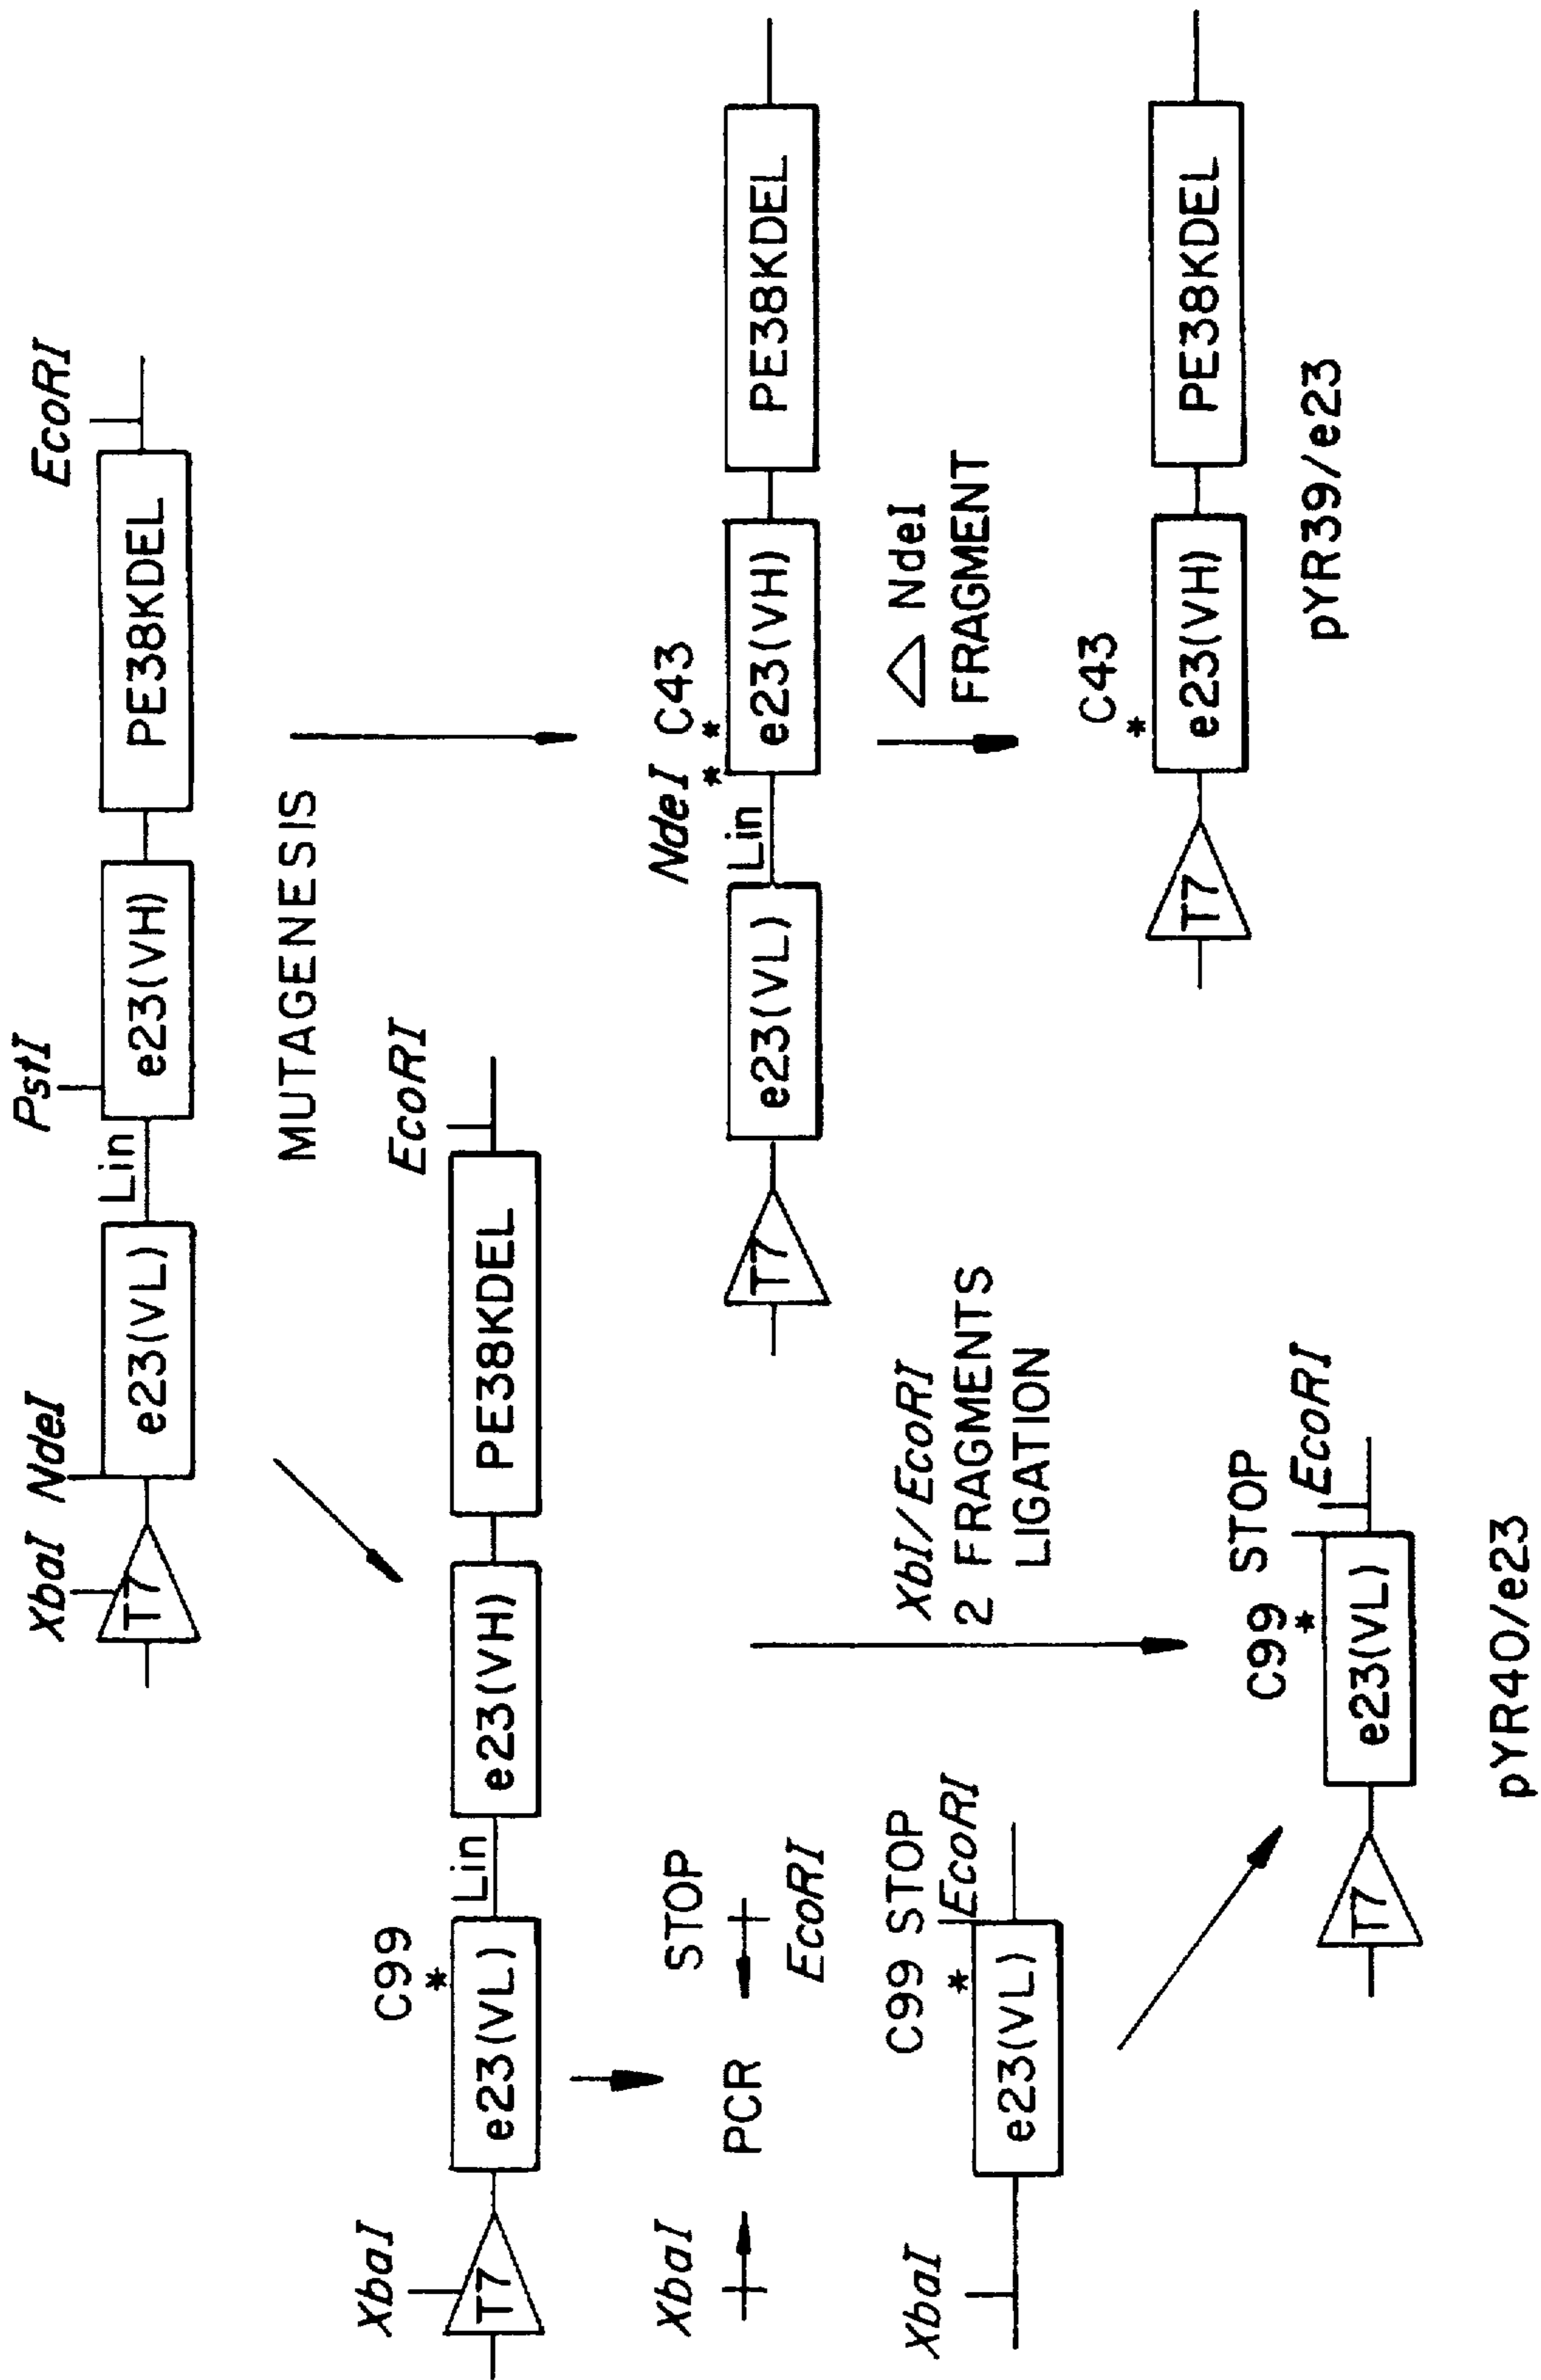 XbaI NdeI PstI EcoRI
T7 e23(VL) Lin e23(VH) PE38KDEL
MUTAGENESIS
XbaI C99 EcoRI
T7 e23(VL) Lin e23(VH) PE38KDEL
XbaI PCR STOP
EcoRI
NdeI C43
* *
T7 e23(VL) Lin e23(VH) PE38KDEL
XbI/EcoRI
2 FRAGMENTS
LIGATION
△ NdeI
FRAGMENT
XbaI C99 STOP
EcoRI
*
e23(VL)
C43
*
T7 e23(VH) PE38KDEL
pYR39/e23
C99 STOP
* EcoRI
T7 e23(VL)
pYR40/e23